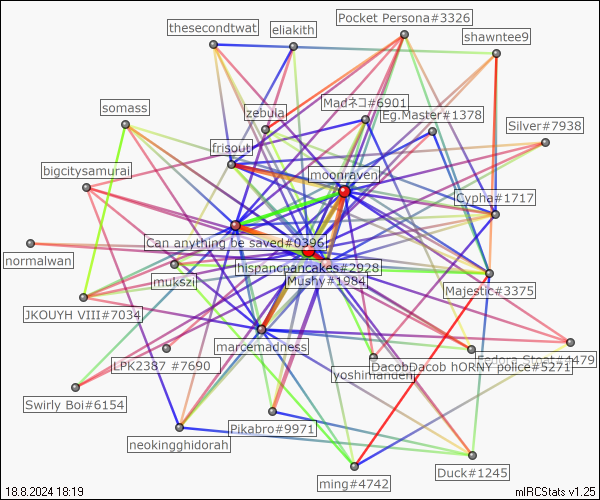 Pocket Persona#3326
thesecondtwat
eliakith
shawntee9
Madネコ#6901
somass
zebula
Eg.Master#1378
Silver#7938
frisout
bigcitysamurai
moonraven
Cypha#1717
Can anything be saved#0396
normalwan
hispancpancakes#2928
mukszil
Mushy#1984
Majestic#3375
JKOUYH VIII#7034
marcemadness
Fedora Stoat#1479
LPK2387 #7690
DacobDacob hORNY police#5271
yoshimandeni
Swirly Boi#6154
Pikabro#9971
neokingghidorah
Duck#1245
ming#4742
18.8.2024 18:19
mIRCStats v1.25